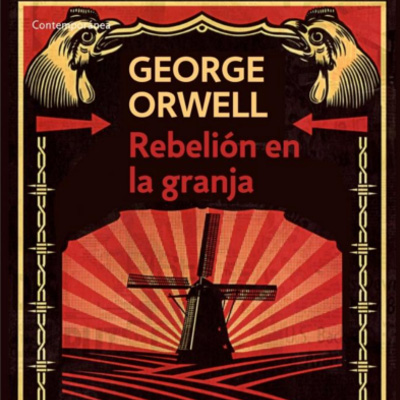 Contemporánea
GEORGE
ORWELL
Rebelión en
la granja